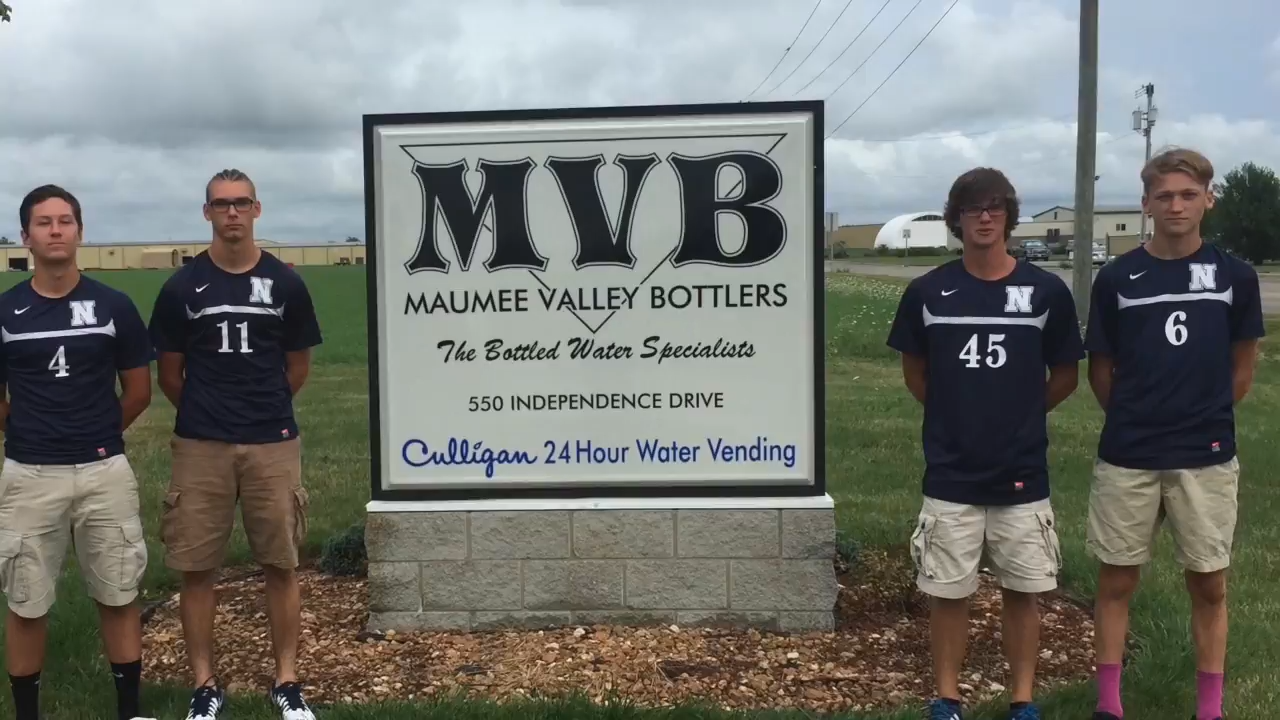 MVB
MAUMEE VALLEY BOTTLERS
The Bottled Water Specialists
550 INDEPENDENCE DRIVE
Culligan 24 Hour Water Vending
N
4
N
11
N
45
N
6